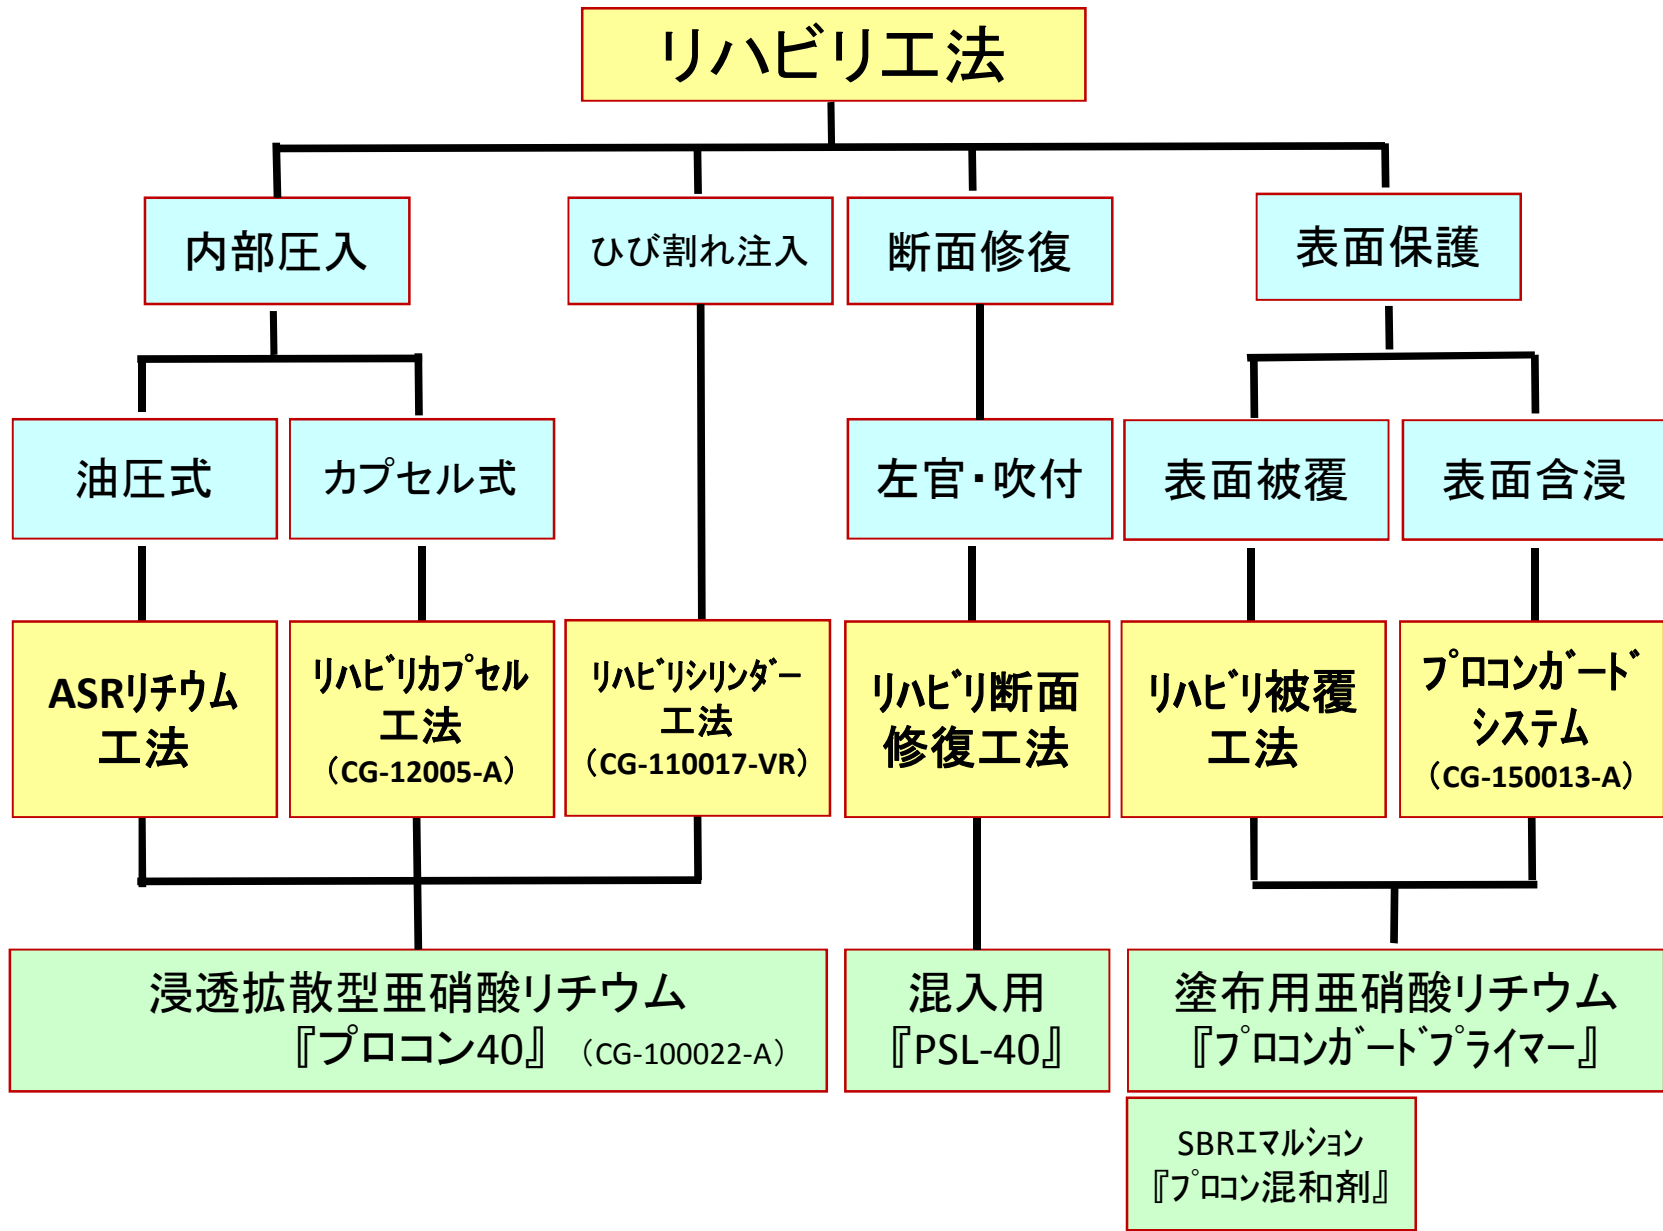 リハビリ工法
内部圧入
ひび割れ注入
断面修復
表面保護
油圧式
カプセル式
左官・吹付
表面被覆
表面含浸
ASRﾘﾁｳﾑ
工法
ﾘﾊﾋﾞﾘｶﾌﾟｾﾙ
工法
（CG-12005-A）
ﾘﾊﾋﾞﾘｼﾘﾝﾀﾞｰ
工法
（CG-110017-VR）
ﾘﾊﾋﾞﾘ断面
修復工法
ﾘﾊﾋﾞﾘ被覆
工法
ﾌﾟﾛｺﾝｶﾞｰﾄﾞ
ｼｽﾃﾑ
（CG-150013-A）
浸透拡散型亜硝酸リチウム
『プロコン40』（CG-100022-A）
混入用
『PSL-40』
塗布用亜硝酸リチウム
『ﾌﾟﾛｺﾝｶﾞｰﾄﾞﾌﾟﾗｲﾏｰ』
SBRｴﾏﾙｼｮﾝ
『ﾌﾟﾛｺﾝ混和剤』